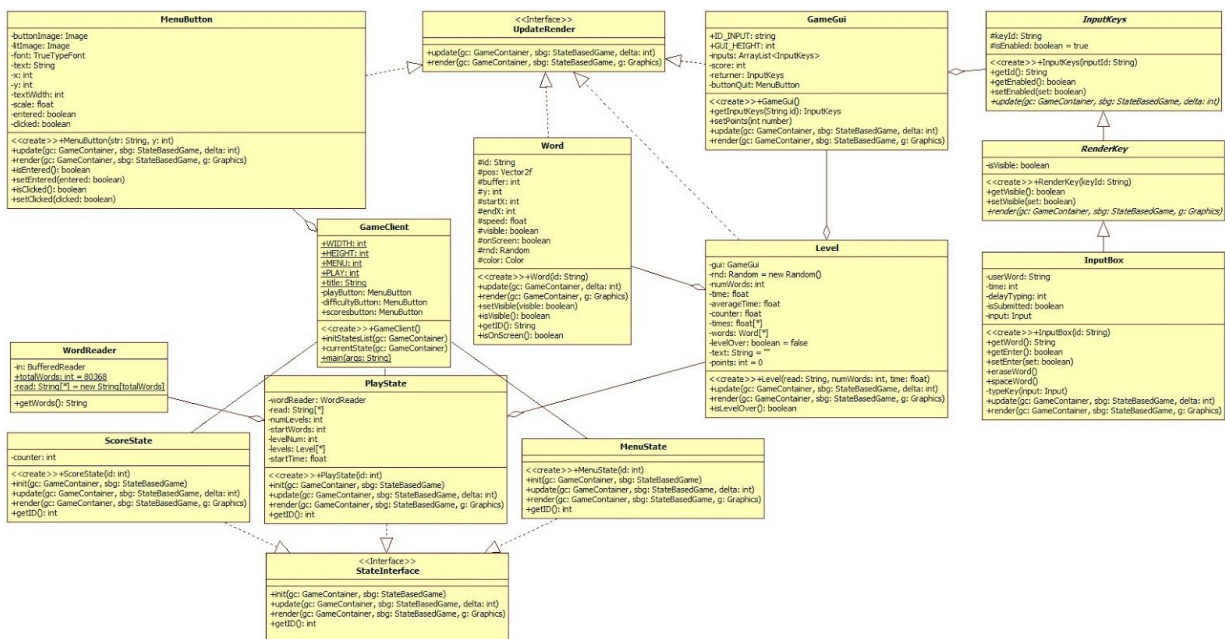 MenuButton
-buttonImage: Image
-litImage: Image
-font: TrueTypeFont
-text: String
-x: int
-y: int
-textWidth: int
-scale: float
-entered: boolean
-clicked: boolean
<<create>>+MenuButton(str: String, y: int)
+update(gc: GameContainer, sbg: StateBasedGame, delta: int)
+render(gc: GameContainer, sbg: StateBasedGame, g: Graphics)
+isEntered(): boolean
+setEntered(entered: boolean)
+isClicked(): boolean
+setClicked(clicked: boolean)
<<Interface>>
UpdateRender
+update(gc: GameContainer, sbg: StateBasedGame, delta: int)
+render(gc: GameContainer, sbg: StateBasedGame, g: Graphics)
GameGui
+ID_INPUT: string
+GUI_HEIGHT: int
-inputs: ArrayList<InputKeys>
-score: int
-returner: InputKeys
-buttonQuit: MenuButton
<<create>>+GameGui()
+getInputKeys(String id): InputKeys
+setPoints(int number)
+update(gc: GameContainer, sbg: StateBasedGame, delta: int)
+render(gc: GameContainer, sbg: StateBasedGame, g: Graphics)
InputKeys
#keyId: String
#isEnabled: boolean = true
<<create>>+InputKeys(inputId: String)
+getId(): String
+getEnabled(): boolean
+setEnabled(set: boolean)
+update(gc: GameContainer, sbg: StateBasedGame, delta: int)
RenderKey
-isVisible: boolean
<<create>>+RenderKey(keyId: String)
+getVisible(): boolean
+setVisible(set: boolean)
+render(gc: GameContainer, sbg: StateBasedGame, g: Graphics)
Word
#id: String
#pos: Vector2f
#buffer: int
#y: int
#startX: int
#endX: int
#speed: float
#visible: boolean
#onScreen: boolean
#rnd: Random
#color: Color
<<create>>+Word(id: String)
+update(gc: GameContainer, delta: int)
+render(gc: GameContainer, g: Graphics)
+setVisible(visible: boolean)
+isVisible(): boolean
+getID(): String
+isOnScreen(): boolean
GameClient
+WIDTH: int
+HEIGHT: int
+MENU: int
+PLAY: int
+title: String
-playButton: MenuButton
-difficultyButton: MenuButton
+scoresbutton: MenuButton
<<create>>+GameClient()
+initStatesList(gc: GameContainer)
+currentState(gc: GameContainer)
+main(args: String)
Level
-gui: GameGui
-rnd: Random = new Random()
-numWords: int
-time: float
-averageTime: float
-counter: float
-times: float[*]
-words: Word[*]
-levelOver: boolean = false
-text: String = ""
-points: int = 0
<<create>>+Level(read: String, numWords: int, time: float)
+update(gc: GameContainer, sbg: StateBasedGame, delta: int)
+render(gc: GameContainer, sbg: StateBasedGame, g: Graphics)
+isLevelOver(): boolean
InputBox
-userWord: String
-time: int
-delayTyping: int
-isSubmitted: boolean
-input: Input
<<create>>+InputBox(id: String)
+getWord(): String
+getEnter(): boolean
+setEnter(set: boolean)
+eraseWord()
+spaceWord()
-typeKey(input: Input)
+update(gc: GameContainer, sbg: StateBasedGame, delta: int)
+render(gc: GameContainer, sbg: StateBasedGame, g: Graphics)
WordReader
-in: BufferedReader
+totalWords: int = 80368
-read: String[*] = new String[totalWords]
+getWords(): String
PlayState
-wordReader: WordReader
-read: String[*]
-numLevels: int
-startWords: int
-levelNum: int
-levels: Level[*]
-startTime: float
<<create>>+PlayState(id: int)
+init(gc: GameContainer, sbg: StateBasedGame)
+update(gc: GameContainer, sbg: StateBasedGame, delta: int)
+render(gc: GameContainer, sbg: StateBasedGame, g: Graphics)
+getID(): int
ScoreState
-counter: int
<<create>>+ScoreState(id: int)
+init(gc: GameContainer, sbg: StateBasedGame)
+update(gc: GameContainer, sbg: StateBasedGame, delta: int)
+render(gc: GameContainer, sbg: StateBasedGame, g: Graphics)
+getID(): int
MenuState
<<create>>+MenuState(id: int)
+init(gc: GameContainer, sbg: StateBasedGame)
+update(gc: GameContainer, sbg: StateBasedGame, delta: int)
+render(gc: GameContainer, sbg: StateBasedGame, g: Graphics)
+getID(): int
<<Interface>>
StateInterface
+init(gc: GameContainer, sbg: StateBasedGame)
+update(gc: GameContainer, sbg: StateBasedGame, delta: int)
+render(gc: GameContainer, sbg: StateBasedGame, g: Graphics)
+getID(): int